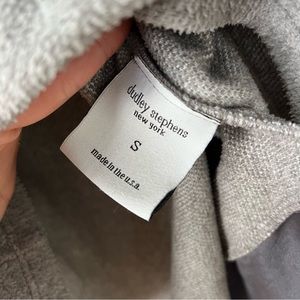 dudley stephens
new york
S
made in the u.s.a.